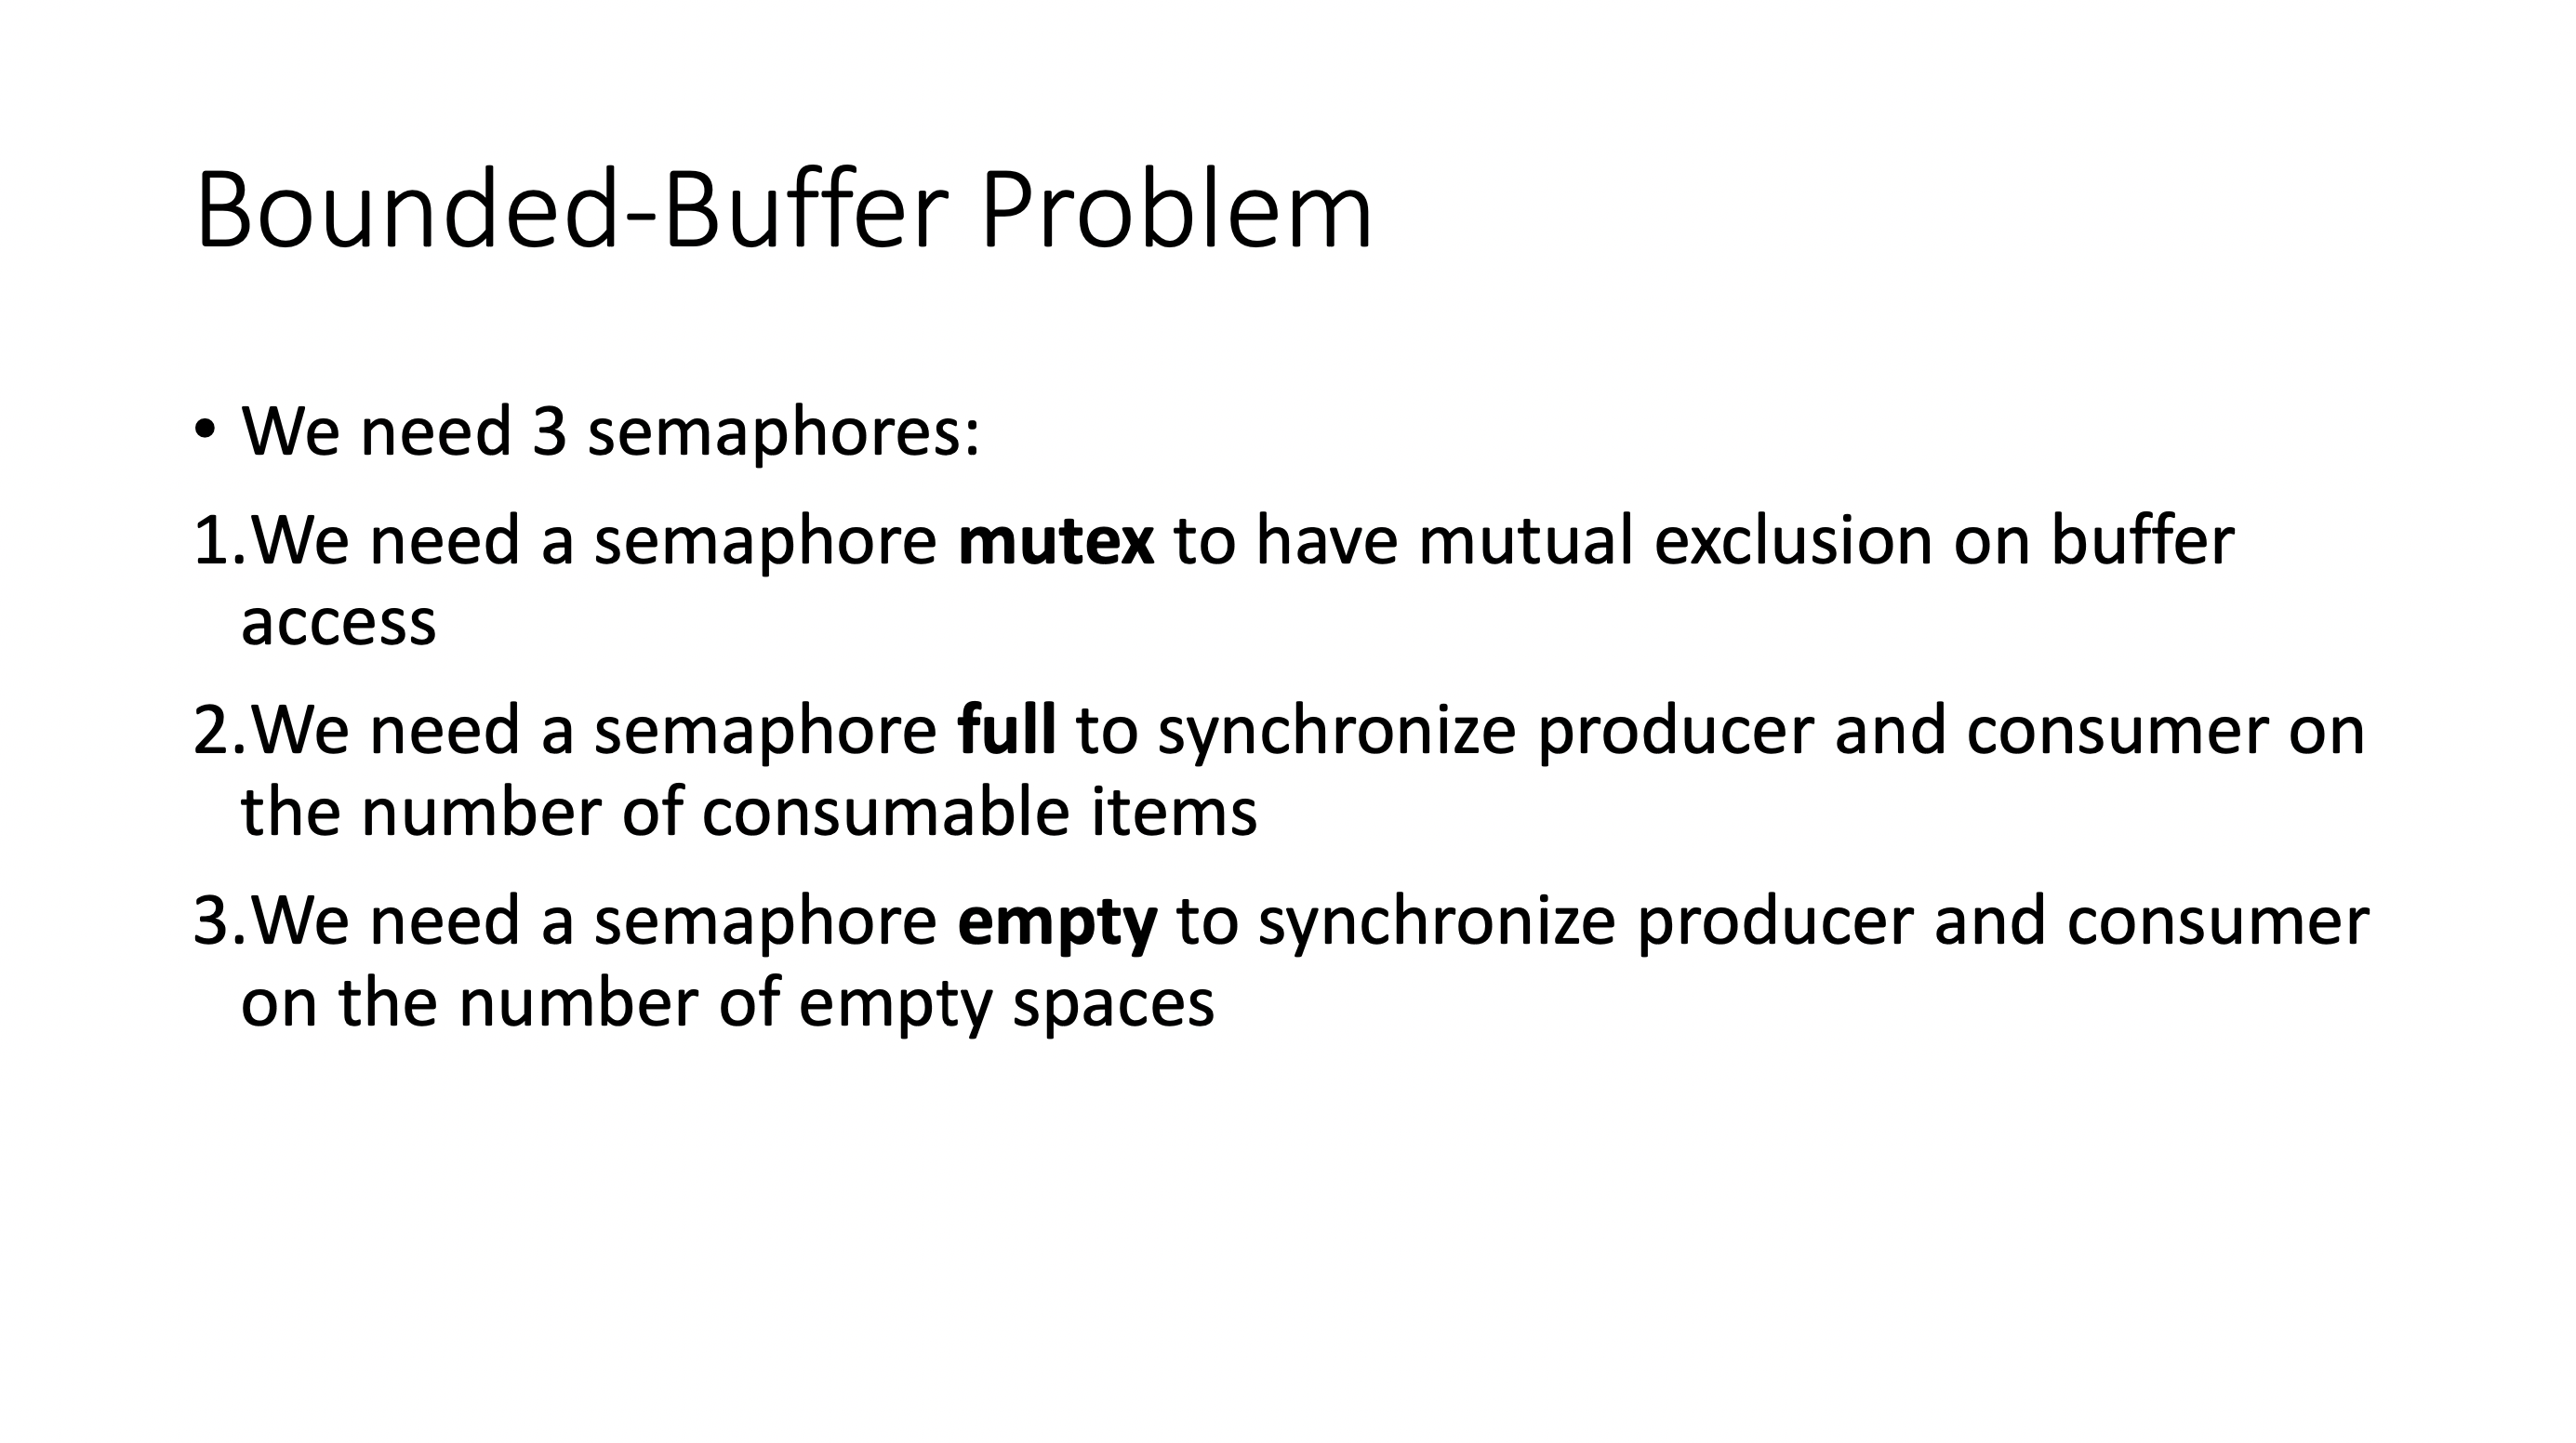 Bounded-Buffer Problem
• We need 3 semaphores:
1.We need a semaphore mutex to have mutual exclusion on buffer
access
2.We need a semaphore full to synchronize producer and consumer on
the number of consumable items
3.We need a semaphore empty to synchronize producer and consumer
on the number of empty spaces